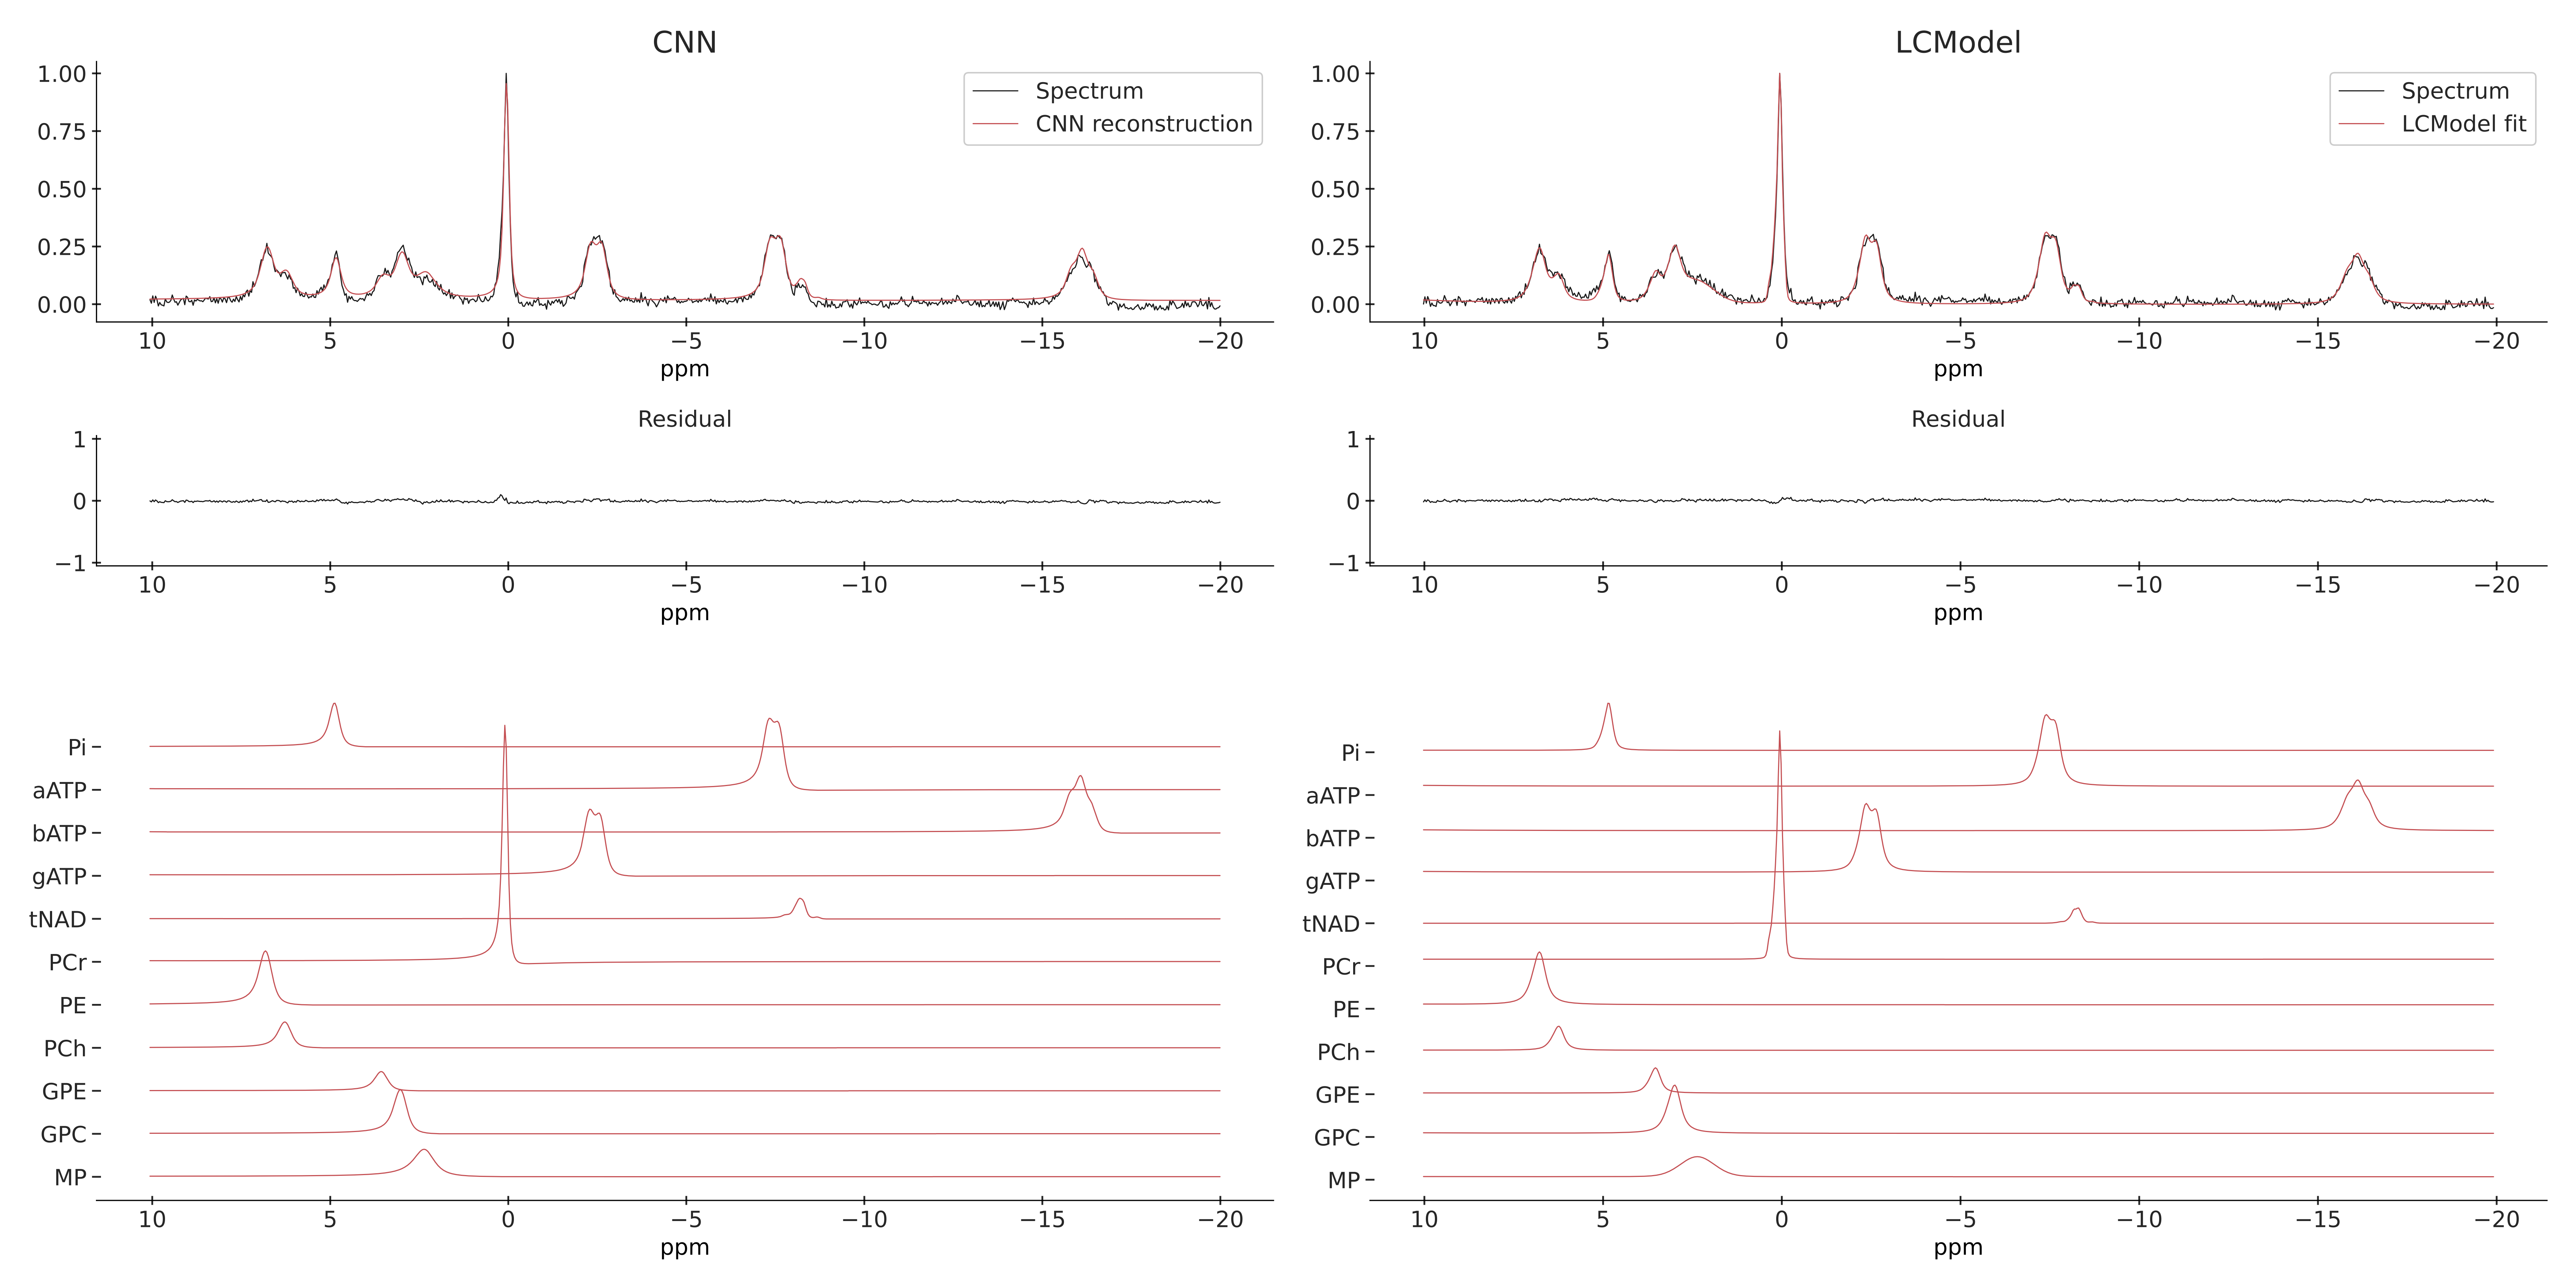 CNN
1.00
0.75
0.50
0.25
0.00
Spectrum
CNN reconstruction
10 5 0 −5 −10 −15 −20
ppm
Residual
1
0
−1
10 5 0 −5 −10 −15 −20
ppm
Pi
aATP
bATP
gATP
tNAD
PCr
PE
PCh
GPE
GPC
MP
10 5 0 −5 −10 −15 −20
ppm
LCModel
1.00
0.75
0.50
0.25
0.00
Spectrum
LCModel fit
10 5 0 −5 −10 −15 −20
ppm
Residual
1
0
−1
10 5 0 −5 −10 −15 −20
ppm
Pi
aATP
bATP
gATP
tNAD
PCr
PE
PCh
GPE
GPC
MP
10 5 0 −5 −10 −15 −20
ppm